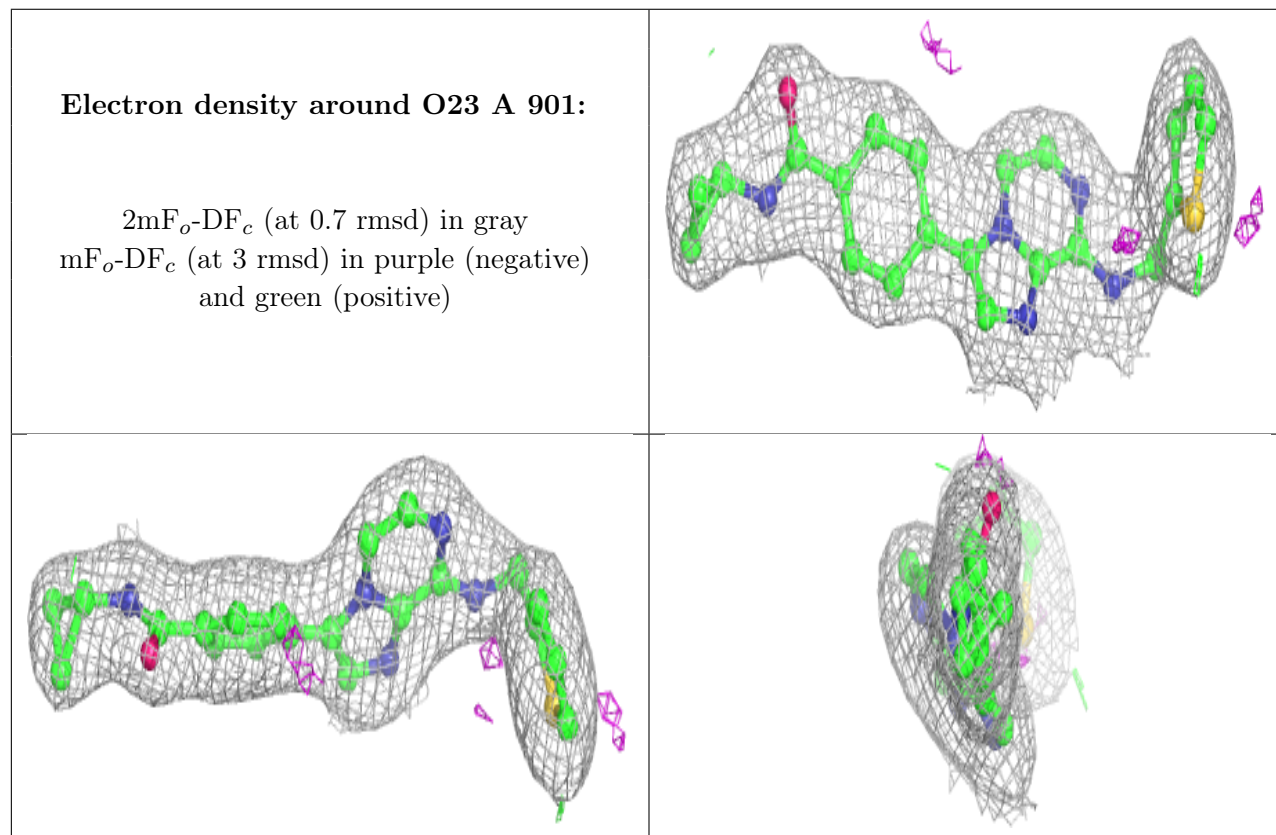 Electron density around O23 A 901:
2mFo-DFc (at 0.7 rmsd) in gray
mFo-DFc (at 3 rmsd) in purple (negative)
and green (positive)